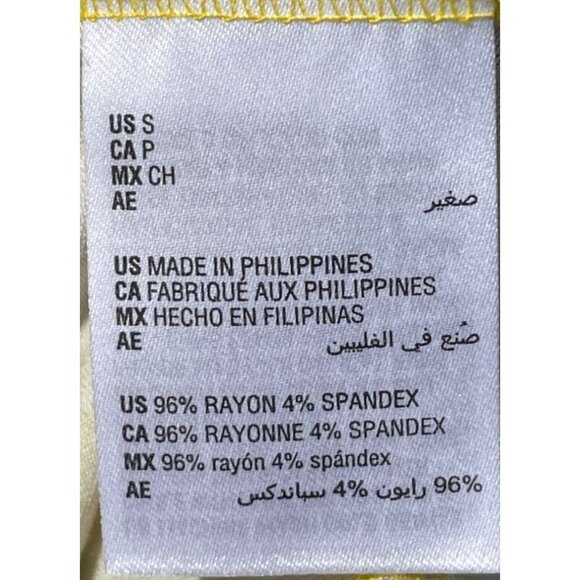 US S
CA P
MX CH
AE صغير
US MADE IN PHILIPPINES
CA FABRIQUÉ AUX PHILIPPINES
MX HECHO EN FILIPINAS
AE صُنع في الفليبين
US 96% RAYON 4% SPANDEX
CA 96% RAYONNE 4% SPANDEX
MX 96% rayón 4% spándex
AE 96% رايون 4% سباندكس